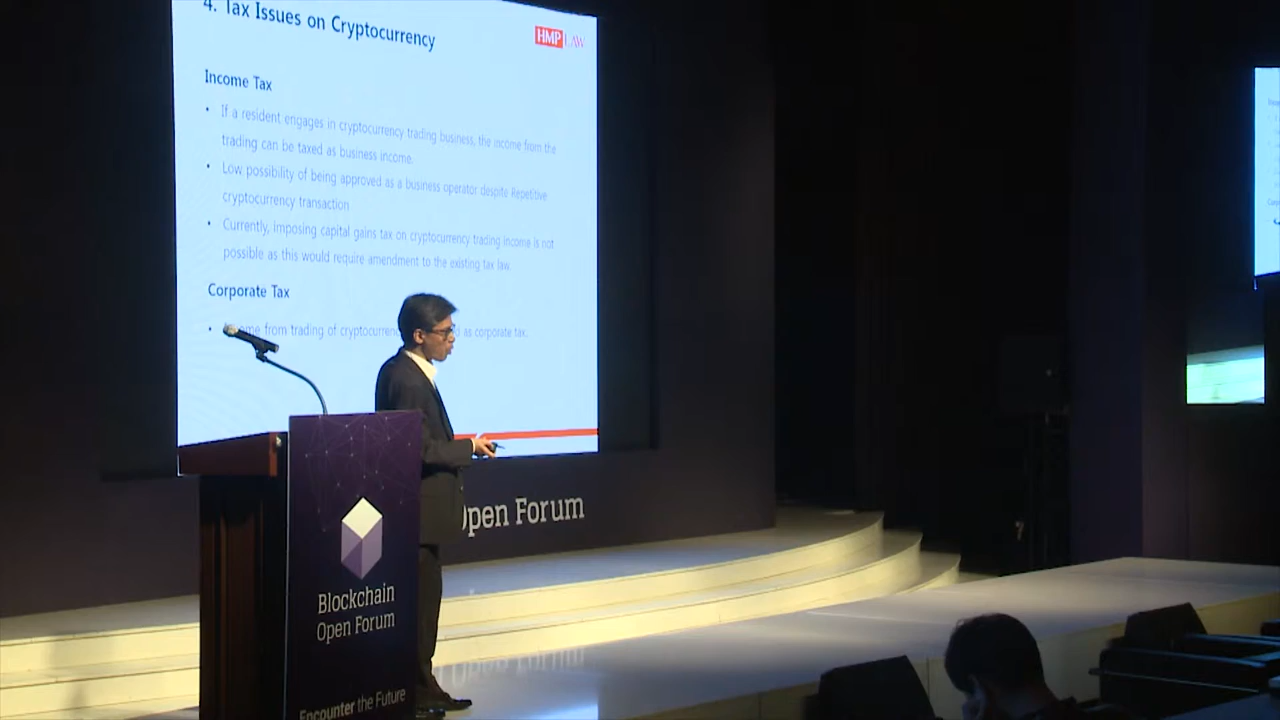 4. Tax Issues on Cryptocurrency
HMP LAW
Income Tax
• If a resident engages in cryptocurrency trading business, the income from the
trading can be taxed as business income.
• Low possibility of being approved as a business operator despite Repetitive
cryptocurrency transaction
• Currently, Imposing capital gains tax on cryptocurrency trading income is not
possible as this would require amendment to the existing tax law.
Corporate Tax
• from trading of as corporate tax.
Open Forum
Blockchain
Open Forum
Encounter the Future